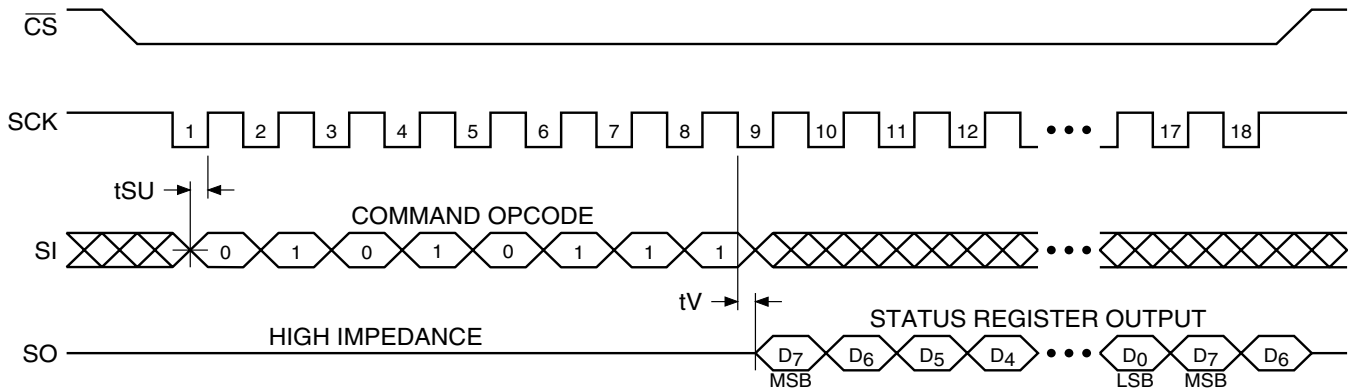 CS
SCK 1 2 3 4 5 6 7 8 9 10 11 12 ••• 17 18
tSU
COMMAND OPCODE
SI 0 1 0 1 0 1 1 1 •••
tV
HIGH IMPEDANCE STATUS REGISTER OUTPUT
SO D7 D6 D5 D4 ••• D0 D7 D6
MSB LSB MSB